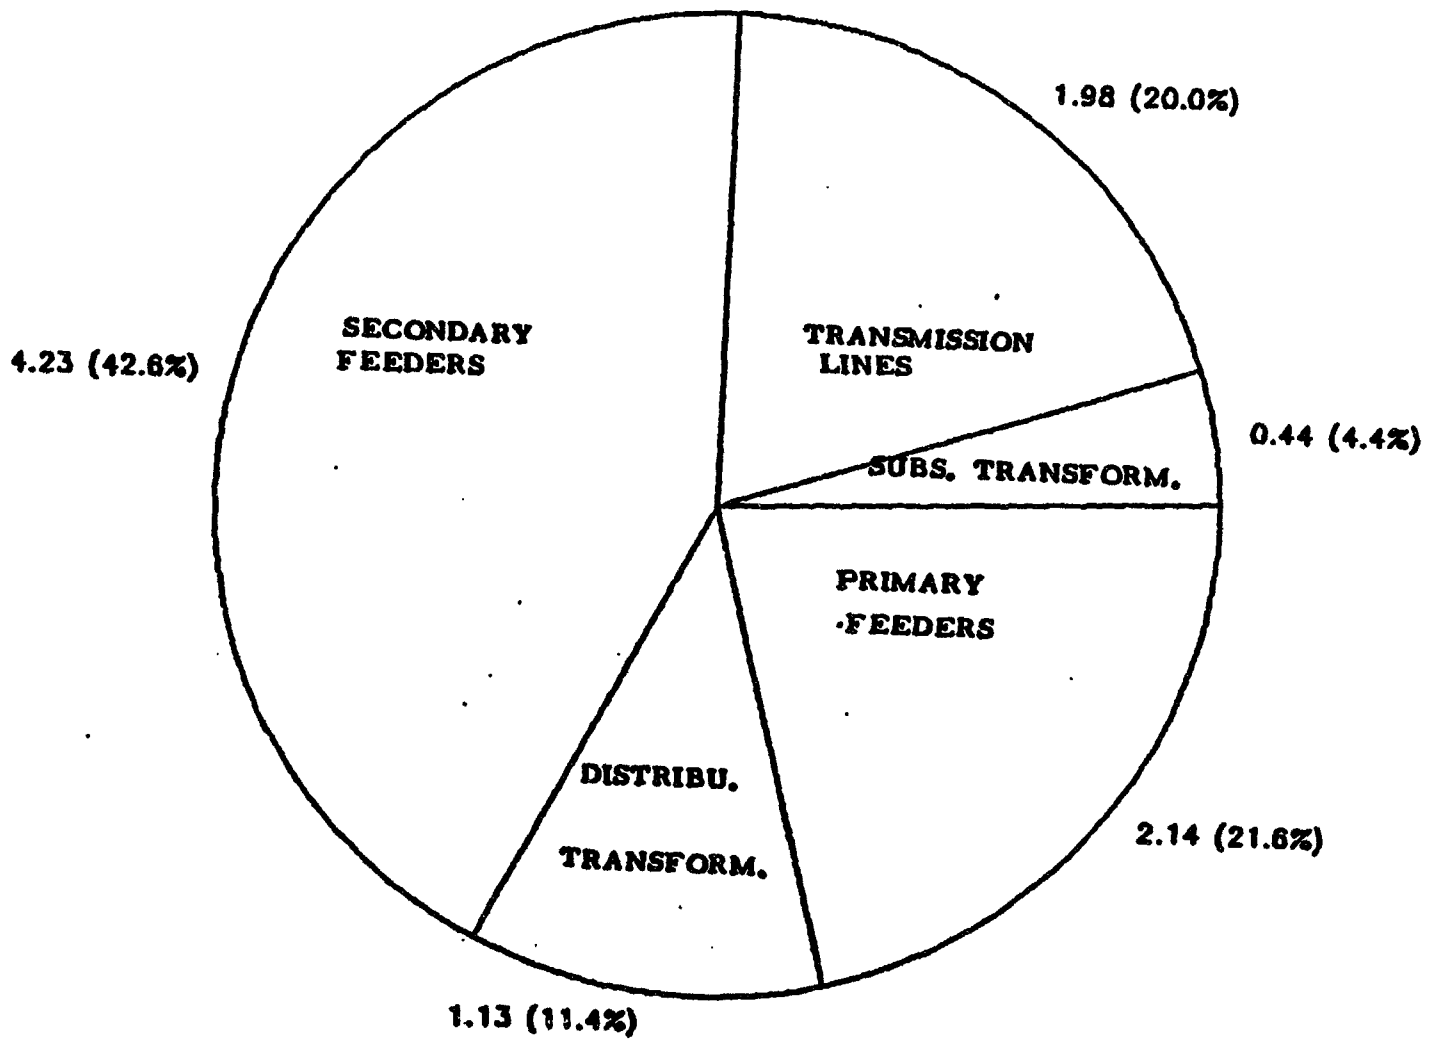 1.98 (20.0%)
SECONDARY
FEEDERS
TRANSMISSION
LINES
4.23 (42.6%)
0.44 (4.4%)
SUBS. TRANSFORM.
PRIMARY
FEEDERS
DISTRIBU.
TRANSFORM.
2.14 (21.6%)
1.13 (11.4%)